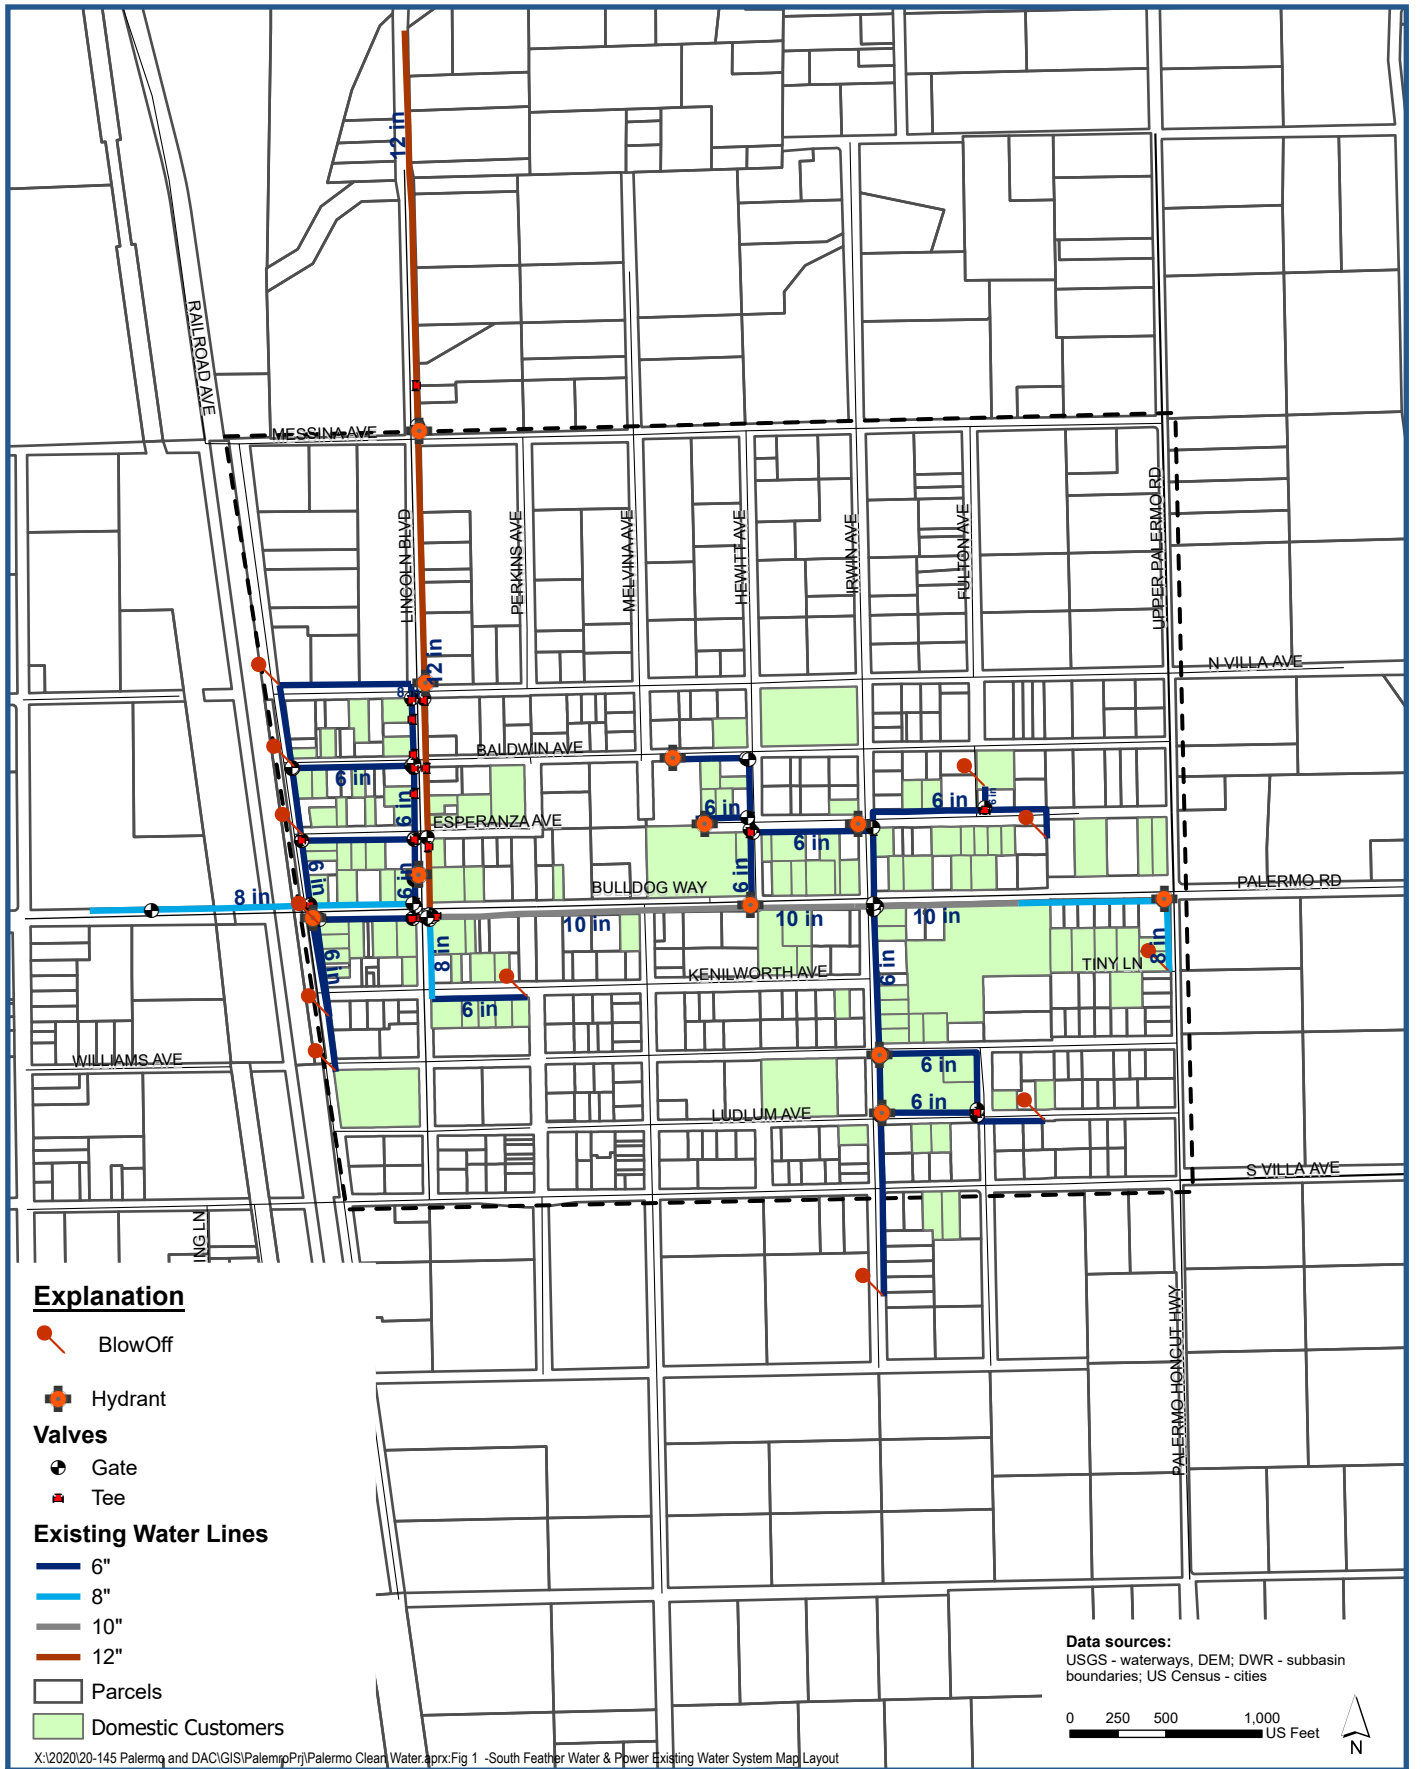 12 in
RAILROAD AVE
MESSINA AVE
LINCOLN BLVD
PERKINS AVE
MELVINA AVE
HEWITT AVE
IRWIN AVE
FULTON AVE
UPPER PALERMO RD
12 in
N VILLA AVE
BALDWIN AVE
6 in
6 in
6 in
6 in
6 in
ESPERANZA AVE
6 in
6 in
6 in
6 in
BULLDOG WAY
PALERMO RD
8 in
10 in
10 in
10 in
6 in
8 in
KENILWORTH AVE
6 in
TINY LN
8 in
6 in
WILLIAMS AVE
6 in
6 in
LUDLUM AVE
S VILLA AVE
ING LN
PALERMO HONCUT HWY
Explanation
BlowOff
Hydrant
Valves
Gate
Tee
Existing Water Lines
6"
8"
10"
12"
Parcels
Domestic Customers
Data sources:
USGS - waterways, DEM; DWR - subbasin
boundaries; US Census - cities
0 250 500 1,000
US Feet
N
X:\2020\20-145 Palermo and DAC\GIS\PalemroPrj\Palermo Clean Water.aprx:Fig 1 -South Feather Water & Power Existing Water System Map Layout